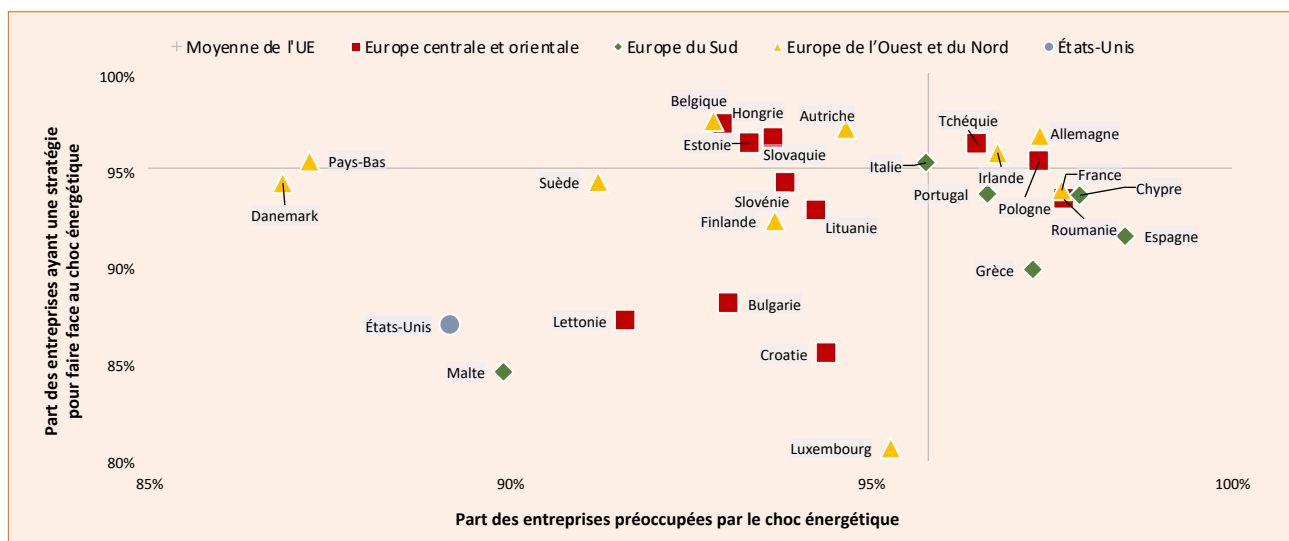 Moyenne de l'UE
Europe centrale et orientale
Europe du Sud
Europe de l’Ouest et du Nord
États-Unis
Part des entreprises ayant une stratégie
pour faire face au choc énergétique
100%
95%
90%
85%
80%
Belgique
Hongrie
Autriche
Tchéquie
Allemagne
Estonie
Slovaquie
Pays-Bas
Italie
Irlande
France
Suède
Danemark
Slovénie
Portugal
Chypre
Pologne
Finlande
Lituanie
Roumanie
Espagne
Grèce
Bulgarie
Lettonie
États-Unis
Croatie
Malte
Luxembourg
85%
90%
95%
100%
Part des entreprises préoccupées par le choc énergétique